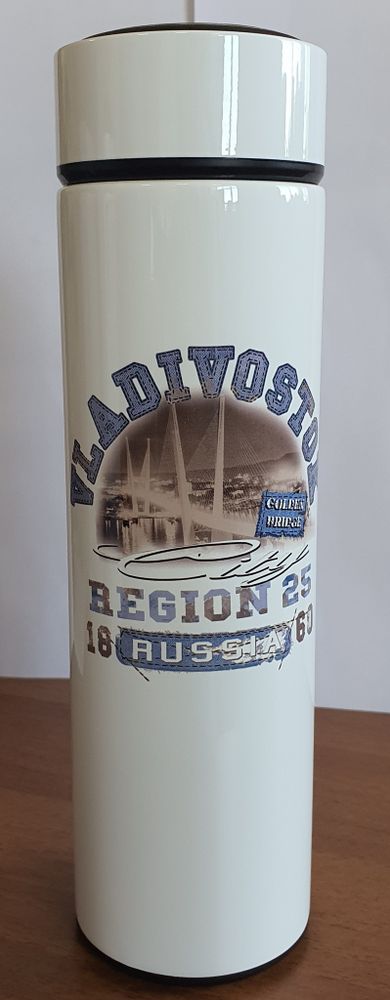 VLADIVOSTOK
GOLDEN
BRIDGE
City
REGION 25
18 RUSSIA 60